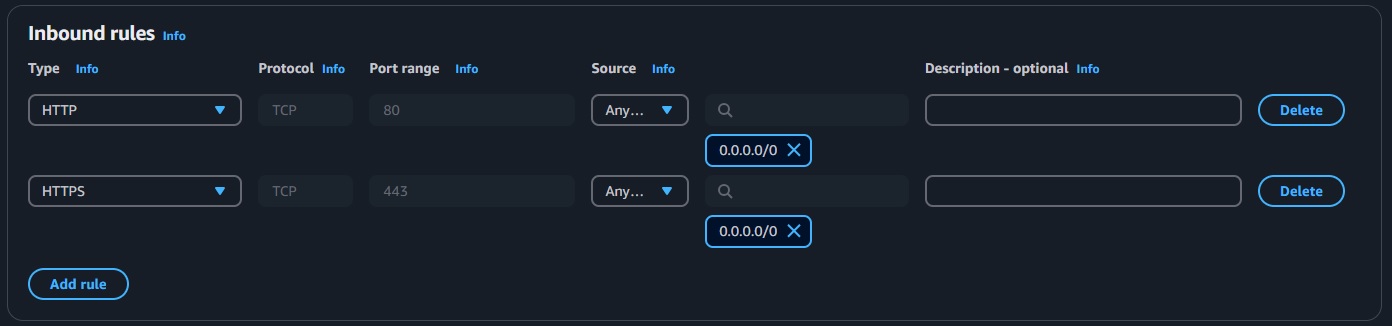 Inbound rules Info
Type Info Protocol Info Port range Info Source Info Description - optional Info
HTTP TCP 80 Any... Delete
0.0.0.0/0
HTTPS TCP 443 Any... Delete
0.0.0.0/0
Add rule